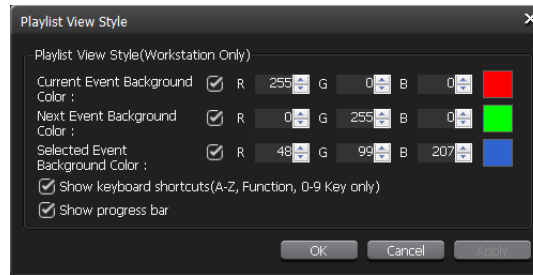 Playlist View Style
Playlist View Style(Workstation Only)
Current Event Background
Color :
R 255 G 0 B 0
Next Event Background
Color :
R 0 G 255 B 0
Selected Event
Background Color :
R 48 G 99 B 207
Show keyboard shortcuts(A-Z, Function, 0-9 Key only)
Show progress bar
OK Cancel Apply